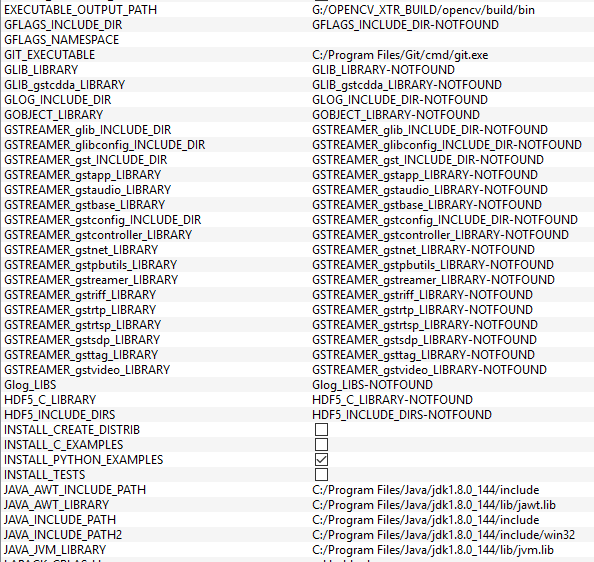 EXECUTABLE_OUTPUT_PATH G:/OPENCV_XTR_BUILD/opencv/build/bin
GFLAGS_INCLUDE_DIR GFLAGS_INCLUDE_DIR-NOTFOUND
GFLAGS_NAMESPACE
GIT_EXECUTABLE C:/Program Files/Git/cmd/git.exe
GLIB_LIBRARY GLIB_LIBRARY-NOTFOUND
GLIB_gstcdda_LIBRARY GLIB_gstcdda_LIBRARY-NOTFOUND
GLOG_INCLUDE_DIR GLOG_INCLUDE_DIR-NOTFOUND
GOBJECT_LIBRARY GOBJECT_LIBRARY-NOTFOUND
GSTREAMER_glib_INCLUDE_DIR GSTREAMER_glib_INCLUDE_DIR-NOTFOUND
GSTREAMER_glibconfig_INCLUDE_DIR GSTREAMER_glibconfig_INCLUDE_DIR-NOTFOUND
GSTREAMER_gst_INCLUDE_DIR GSTREAMER_gst_INCLUDE_DIR-NOTFOUND
GSTREAMER_gstapp_LIBRARY GSTREAMER_gstapp_LIBRARY-NOTFOUND
GSTREAMER_gstaudio_LIBRARY GSTREAMER_gstaudio_LIBRARY-NOTFOUND
GSTREAMER_gstbase_LIBRARY GSTREAMER_gstbase_LIBRARY-NOTFOUND
GSTREAMER_gstconfig_INCLUDE_DIR GSTREAMER_gstconfig_INCLUDE_DIR-NOTFOUND
GSTREAMER_gstcontroller_LIBRARY GSTREAMER_gstcontroller_LIBRARY-NOTFOUND
GSTREAMER_gstnet_LIBRARY GSTREAMER_gstnet_LIBRARY-NOTFOUND
GSTREAMER_gstpbutils_LIBRARY GSTREAMER_gstpbutils_LIBRARY-NOTFOUND
GSTREAMER_gstreamer_LIBRARY GSTREAMER_gstreamer_LIBRARY-NOTFOUND
GSTREAMER_gstriff_LIBRARY GSTREAMER_gstriff_LIBRARY-NOTFOUND
GSTREAMER_gstrtp_LIBRARY GSTREAMER_gstrtp_LIBRARY-NOTFOUND
GSTREAMER_gstrtsp_LIBRARY GSTREAMER_gstrtsp_LIBRARY-NOTFOUND
GSTREAMER_gstsdp_LIBRARY GSTREAMER_gstsdp_LIBRARY-NOTFOUND
GSTREAMER_gsttag_LIBRARY GSTREAMER_gsttag_LIBRARY-NOTFOUND
GSTREAMER_gstvideo_LIBRARY GSTREAMER_gstvideo_LIBRARY-NOTFOUND
Glog_LIBS Glog_LIBS-NOTFOUND
HDF5_C_LIBRARY HDF5_C_LIBRARY-NOTFOUND
HDF5_INCLUDE_DIRS HDF5_INCLUDE_DIRS-NOTFOUND
INSTALL_CREATE_DISTRIB
INSTALL_C_EXAMPLES
INSTALL_PYTHON_EXAMPLES
INSTALL_TESTS
JAVA_AWT_INCLUDE_PATH C:/Program Files/Java/jdk1.8.0_144/include
JAVA_AWT_LIBRARY C:/Program Files/Java/jdk1.8.0_144/lib/jawt.lib
JAVA_INCLUDE_PATH C:/Program Files/Java/jdk1.8.0_144/include
JAVA_INCLUDE_PATH2 C:/Program Files/Java/jdk1.8.0_144/include/win32
JAVA_JVM_LIBRARY C:/Program Files/Java/jdk1.8.0_144/lib/jvm.lib